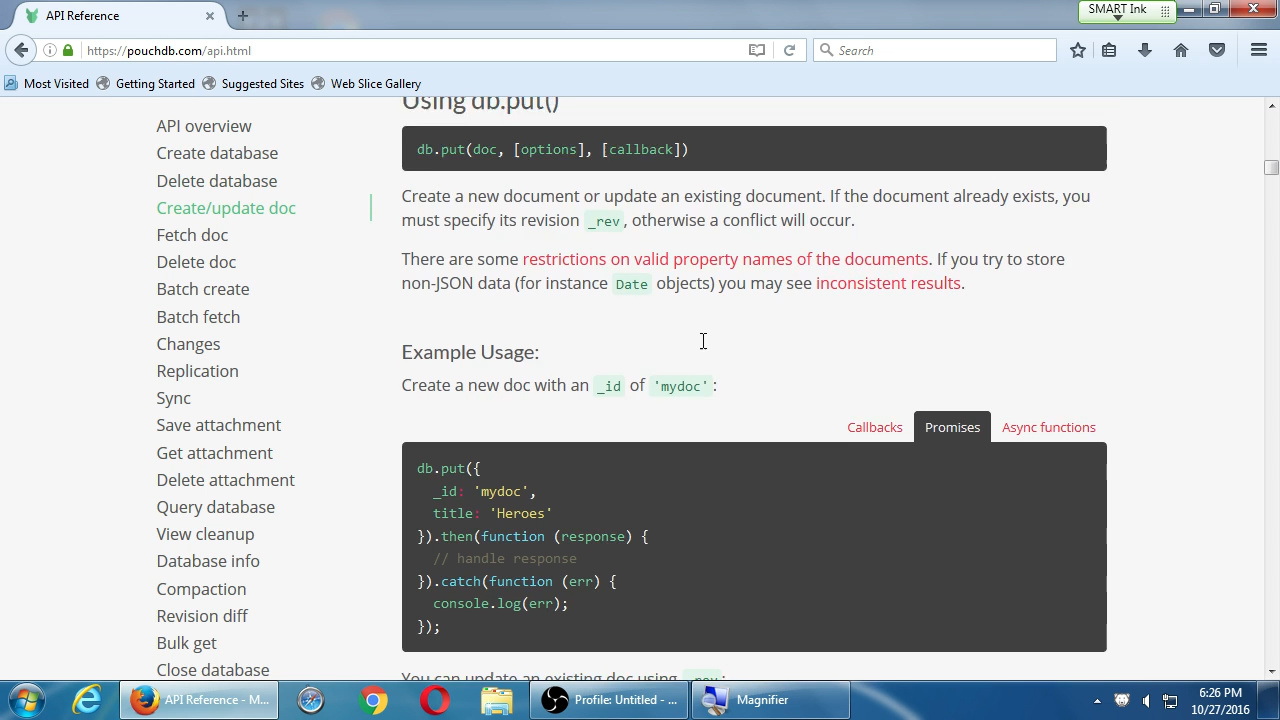 API Reference
SMART Ink
https://pouchdb.com/api.html
Search
Most Visited
Getting Started
Suggested Sites
Web Slice Gallery
API overview
Create database
Delete database
Create/update doc
Fetch doc
Delete doc
Batch create
Batch fetch
Changes
Replication
Sync
Save attachment
Get attachment
Delete attachment
Query database
View cleanup
Database info
Compaction
Revision diff
Bulk get
Close database
Using db.put()
db.put(doc, [options], [callback])
Create a new document or update an existing document. If the document already exists, you
must specify its revision _rev, otherwise a conflict will occur.
There are some restrictions on valid property names of the documents. If you try to store
non-JSON data (for instance Date objects) you may see inconsistent results.
Example Usage:
Create a new doc with an _id of 'mydoc':
Callbacks
Promises
Async functions
db.put({
_id: 'mydoc',
title: 'Heroes'
}).then(function (response) {
// handle response
}).catch(function (err) {
console.log(err);
});
You can update an existing doc using _rev:
API Reference - M...
Profile: Untitled - ...
Magnifier
6:26 PM
10/27/2016